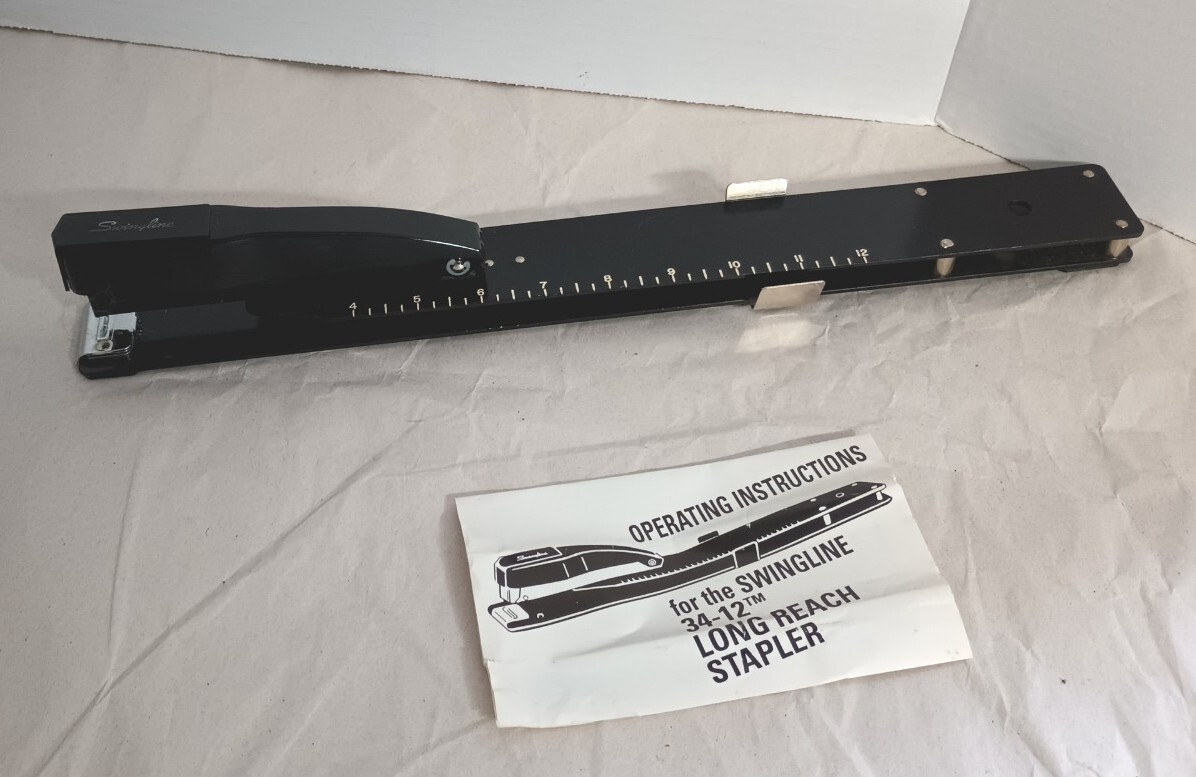 Swingline
4 5 6 7 8 9 10 11 12
OPERATING INSTRUCTIONS
Swingline
for the SWINGLINE
34-12™
LONG REACH
STAPLER